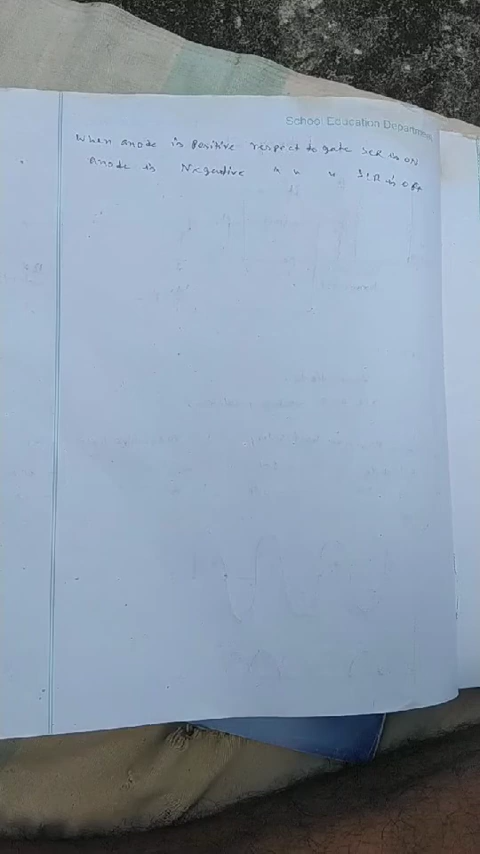 School Education Department
When anode is Positive respect to gate SCR is ON
Anode is Negative " " " SCR is OFF